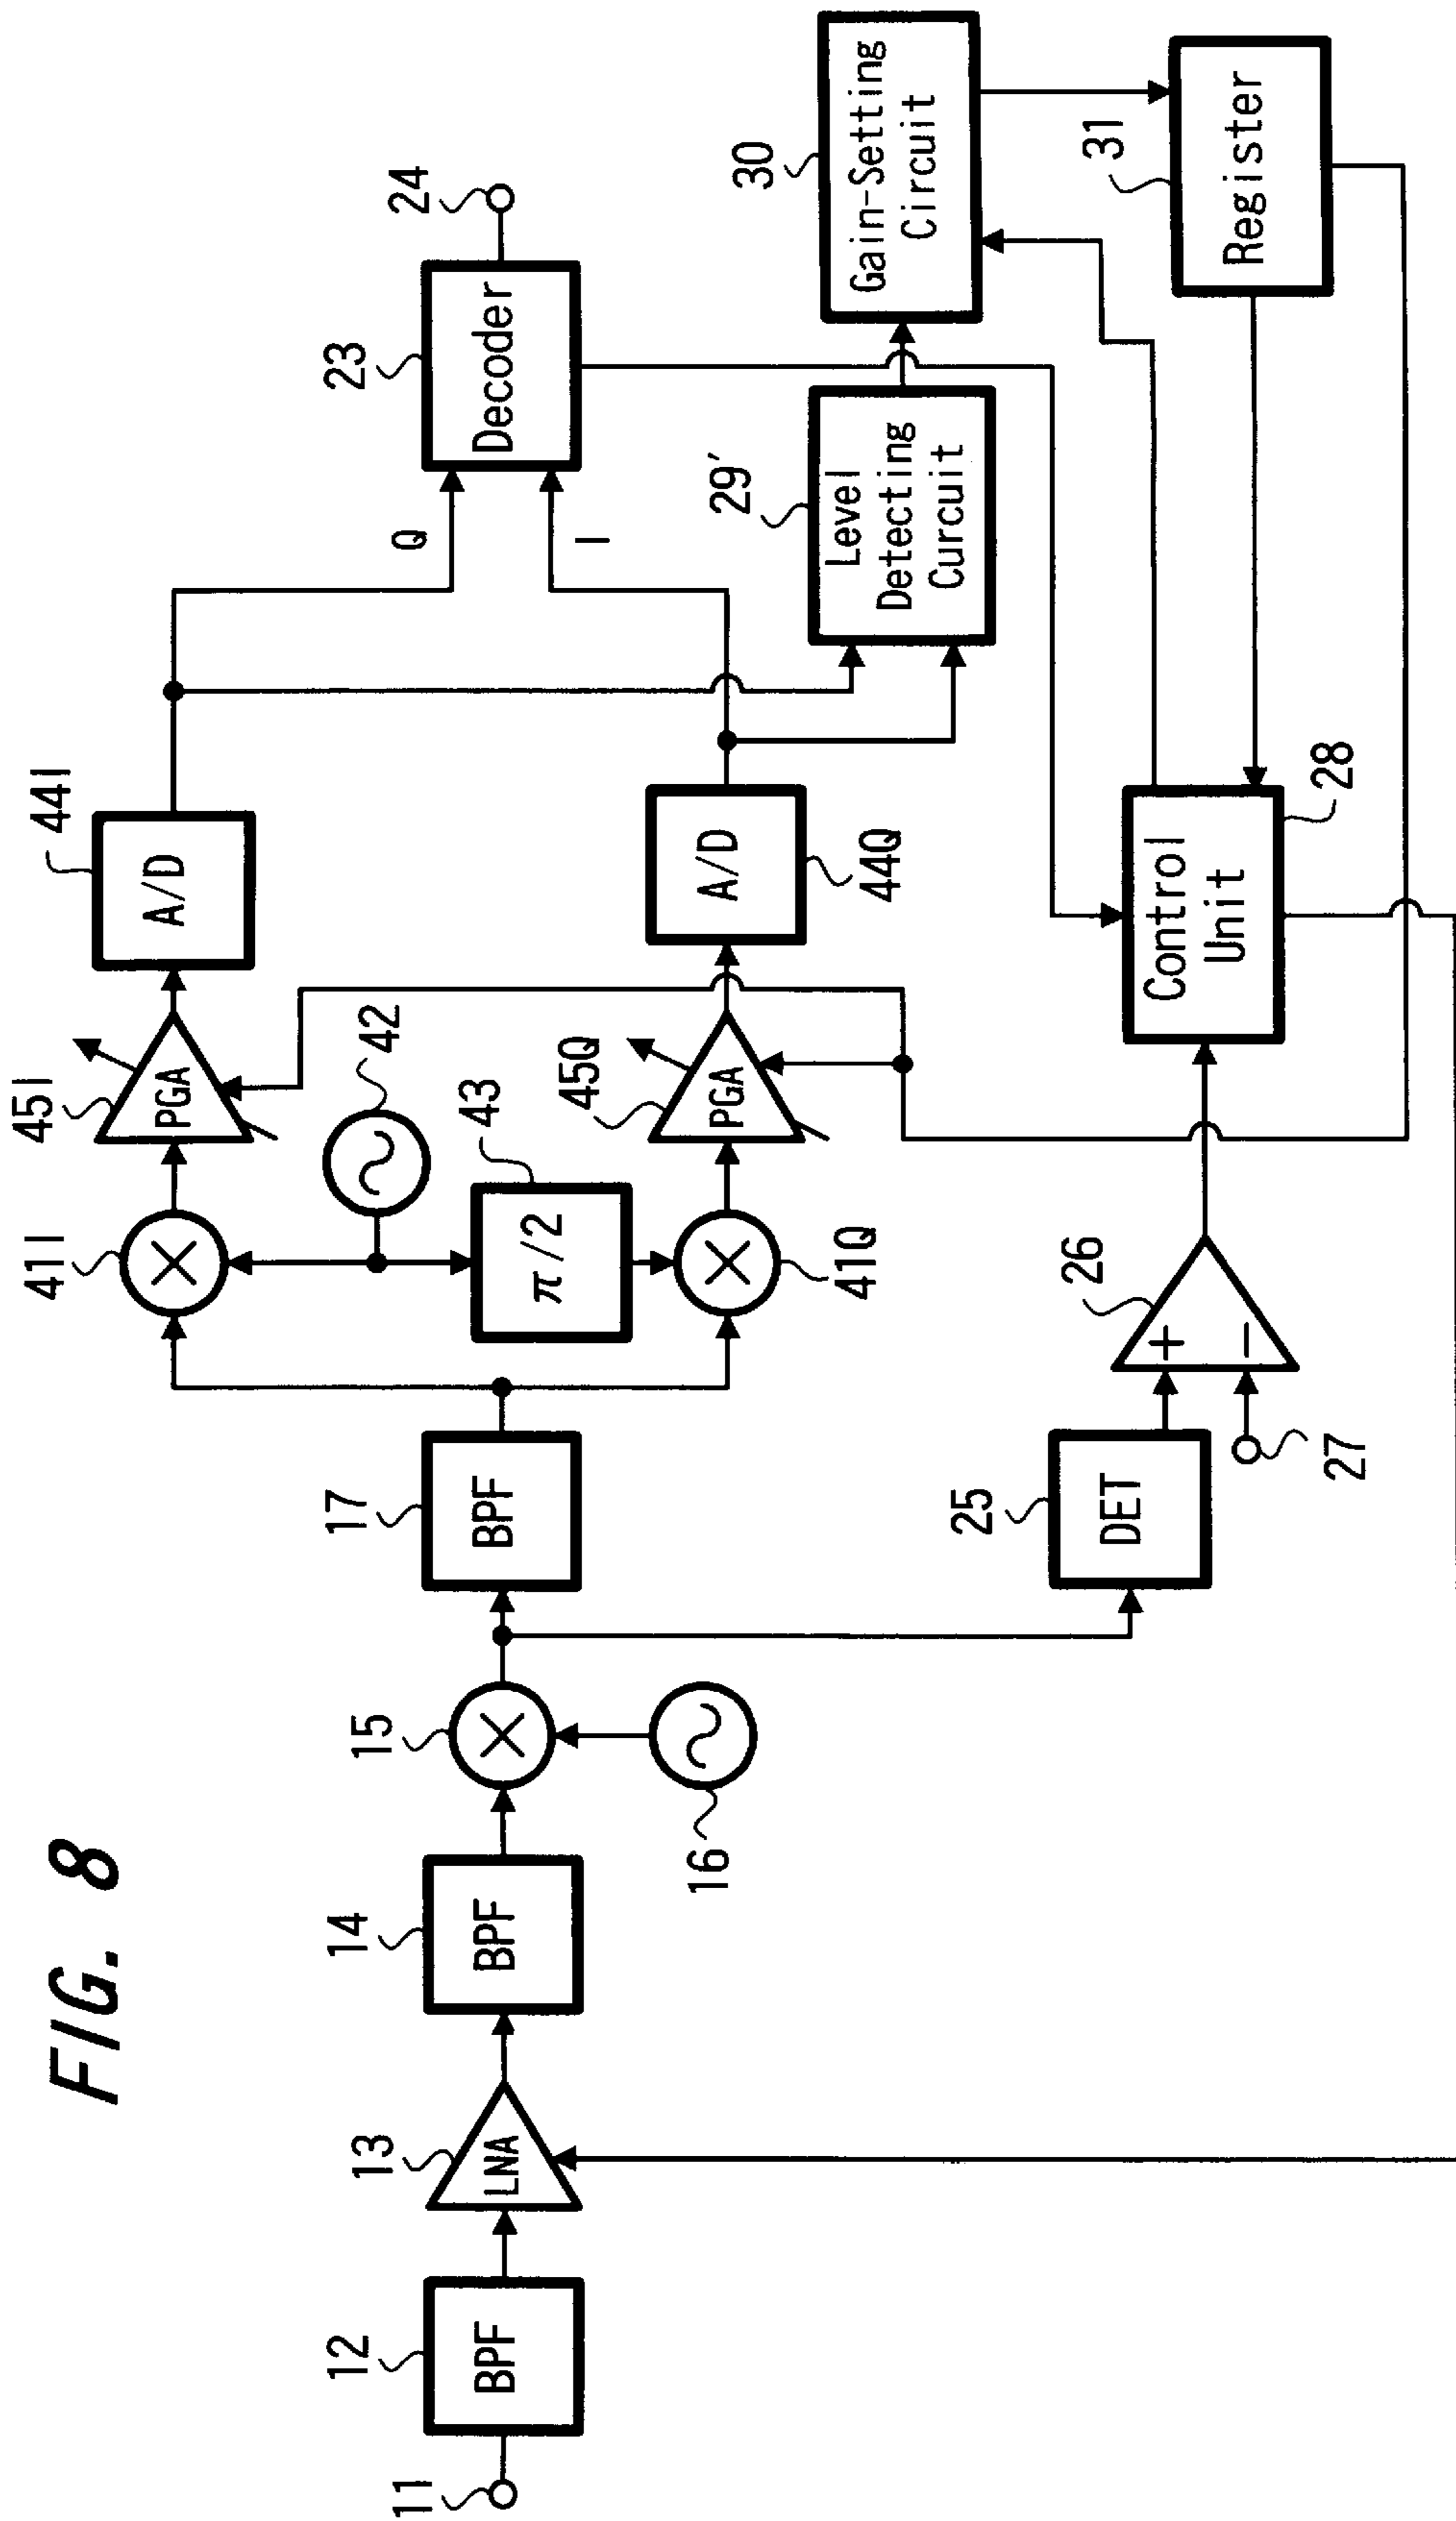 FIG. 8
11
12
BPF
13
LNA
14
BPF
15
16
17
BPF
41I
45I
PGA
44I
A/D
42
43
π/2
41Q
45Q
PGA
44Q
A/D
Q
I
23
Decoder
24
29′
Level
Detecting
Curcuit
30
Gain-Setting
Circuit
31
Register
25
DET
26
+
−
27
28
Control
Unit